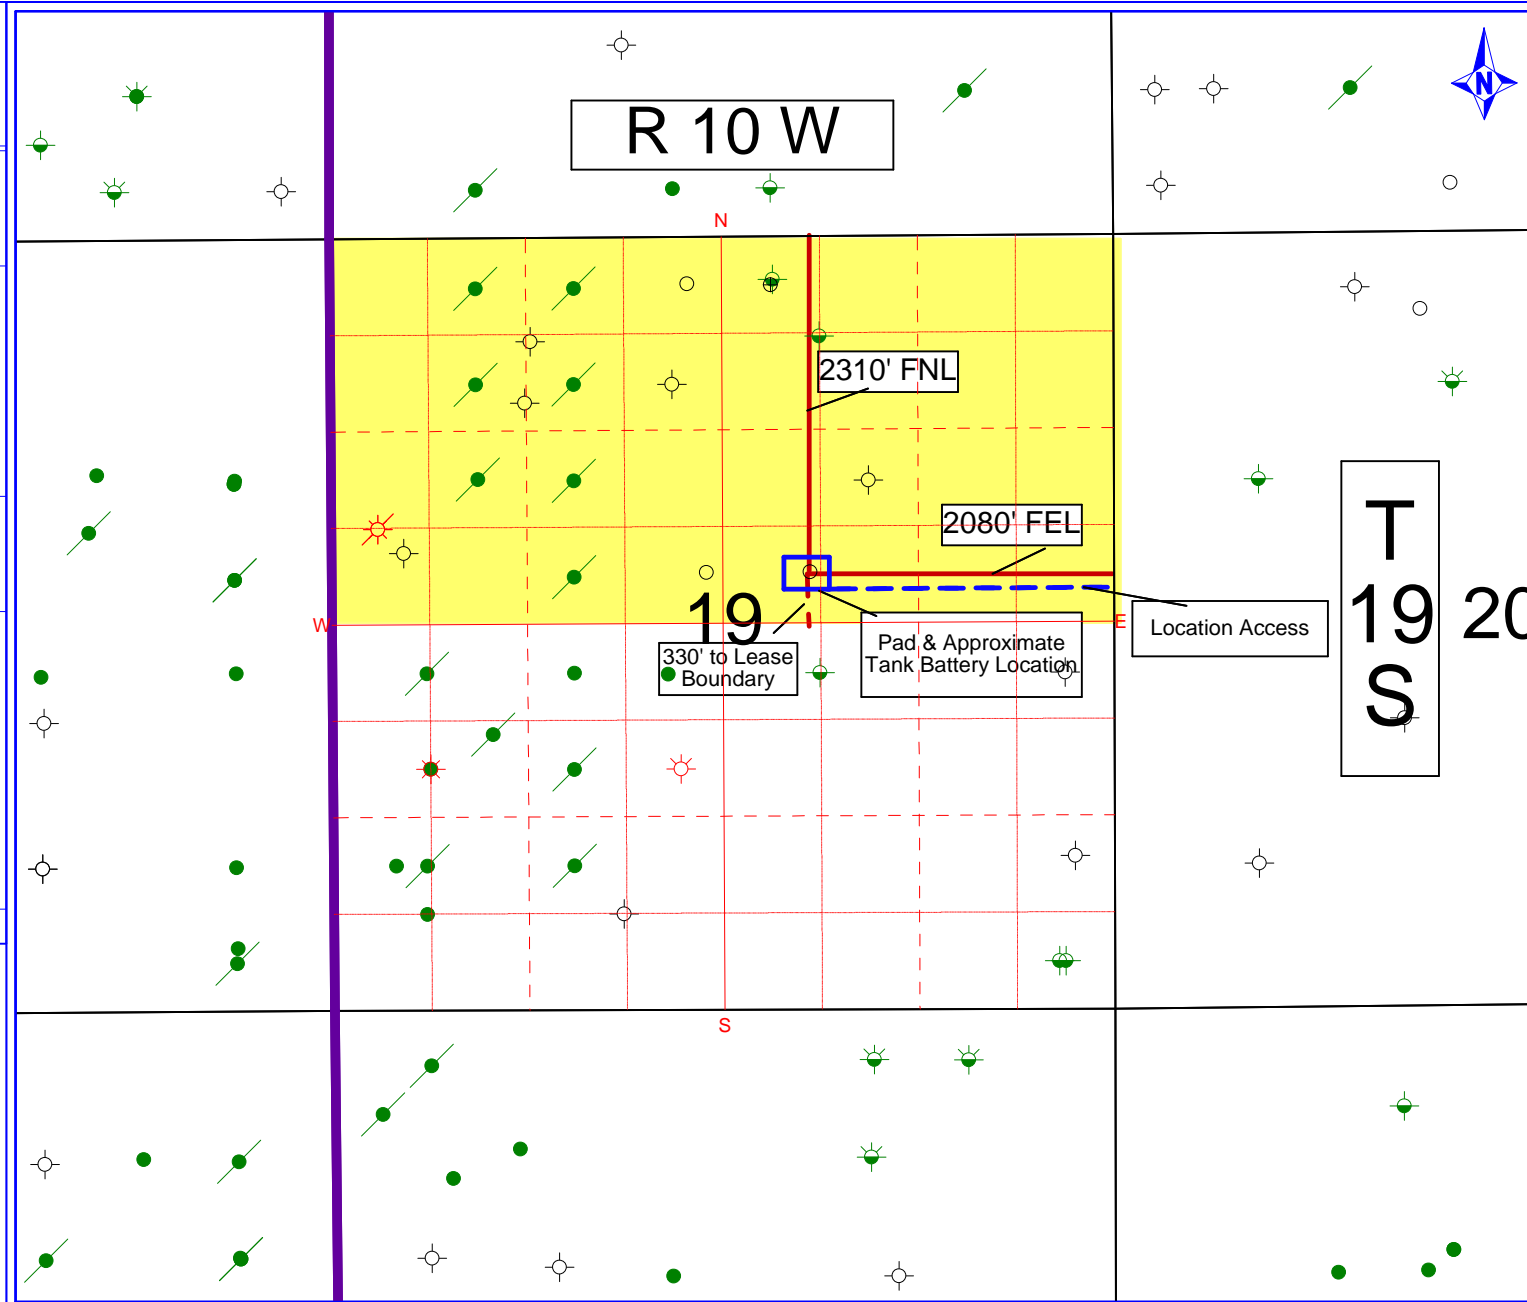 N
R 10 W
N
2310' FNL
2080' FEL
T
19
S
20
19
W
E
Location Access
Pad & Approximate
Tank Battery Location
330' to Lease
Boundary
S